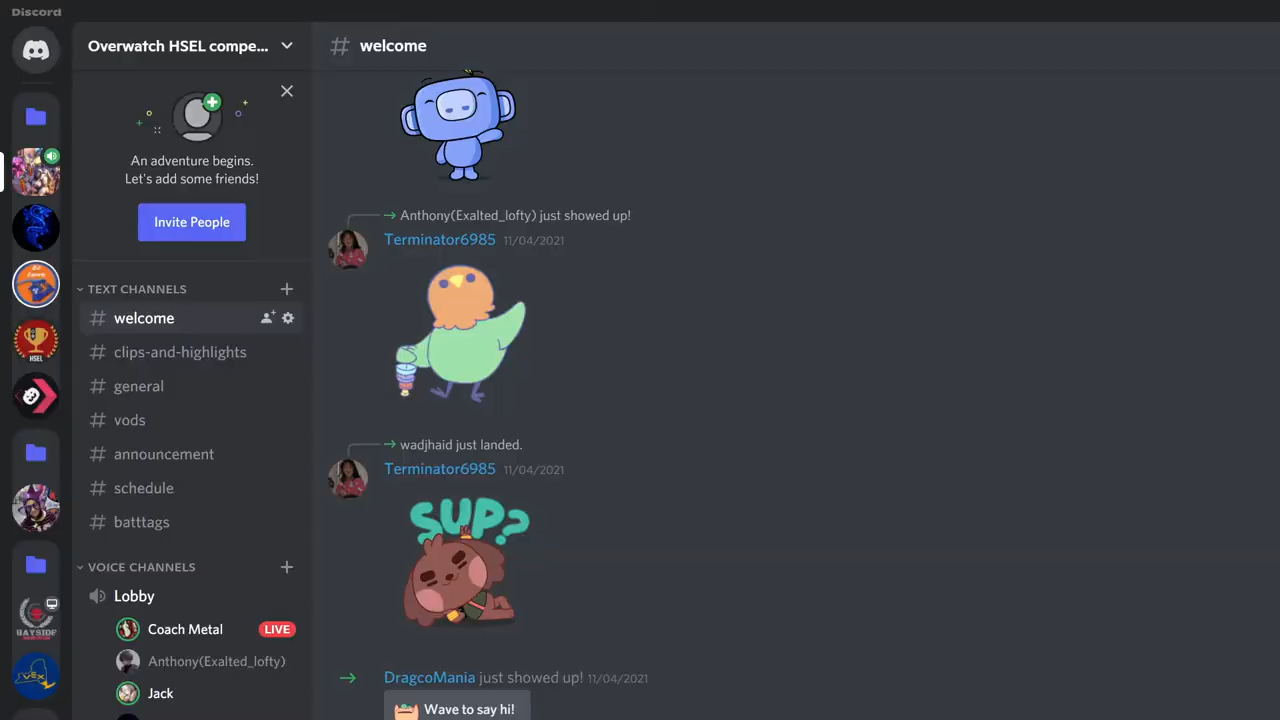 Discord
Overwatch HSEL compe...
welcome
An adventure begins.
Let's add some friends!
Invite People
Anthony(Exalted_lofty) just showed up!
Terminator6985 11/04/2021
TEXT CHANNELS
welcome
clips-and-highlights
general
vods
announcement
schedule
batttags
wadjhaid just landed.
Terminator6985 11/04/2021
SUP?
VOICE CHANNELS
Lobby
Coach Metal LIVE
Anthony(Exalted_lofty)
Jack
DragcoMania just showed up! 11/04/2021
Wave to say hi!
HSEL
BAYSIDE
VEX